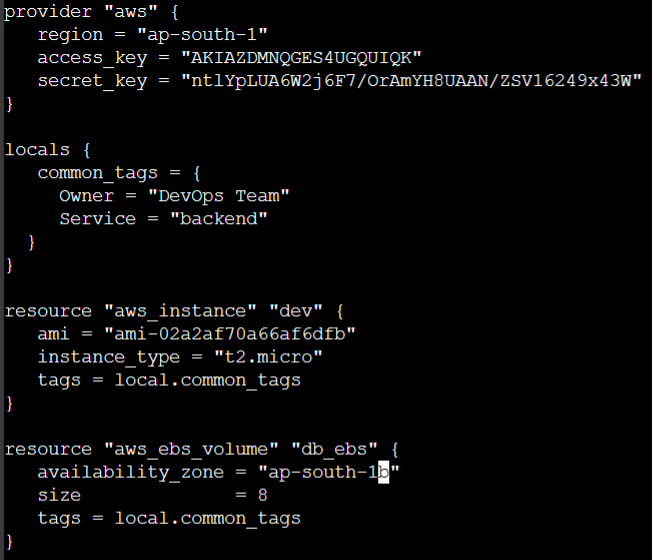 provider "aws" {
region = "ap-south-1"
access_key = "AKIAZDMNQGES4UGQUIQK"
secret_key = "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"
}
locals {
common_tags = {
Owner = "DevOps Team"
Service = "backend"
}
}
resource "aws_instance" "dev" {
ami = "ami-02a2af70a66af6dfb"
instance_type = "t2.micro"
tags = local.common_tags
}
resource "aws_ebs_volume" "db_ebs" {
availability_zone = "ap-south-1b"
size = 8
tags = local.common_tags
}